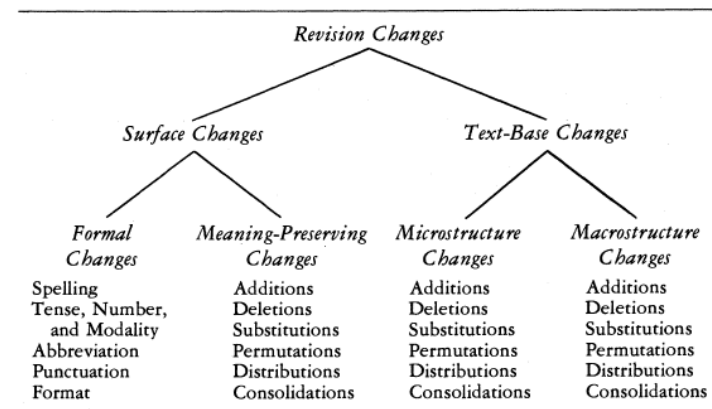 Revision Changes
Surface Changes
Text-Base Changes
Formal
Changes
Meaning-Preserving
Changes
Microstructure
Changes
Macrostructure
Changes
Spelling
Tense, Number,
and Modality
Abbreviation
Punctuation
Format
Additions
Deletions
Substitutions
Permutations
Distributions
Consolidations
Additions
Deletions
Substitutions
Permutations
Distributions
Consolidations
Additions
Deletions
Substitutions
Permutations
Distributions
Consolidations